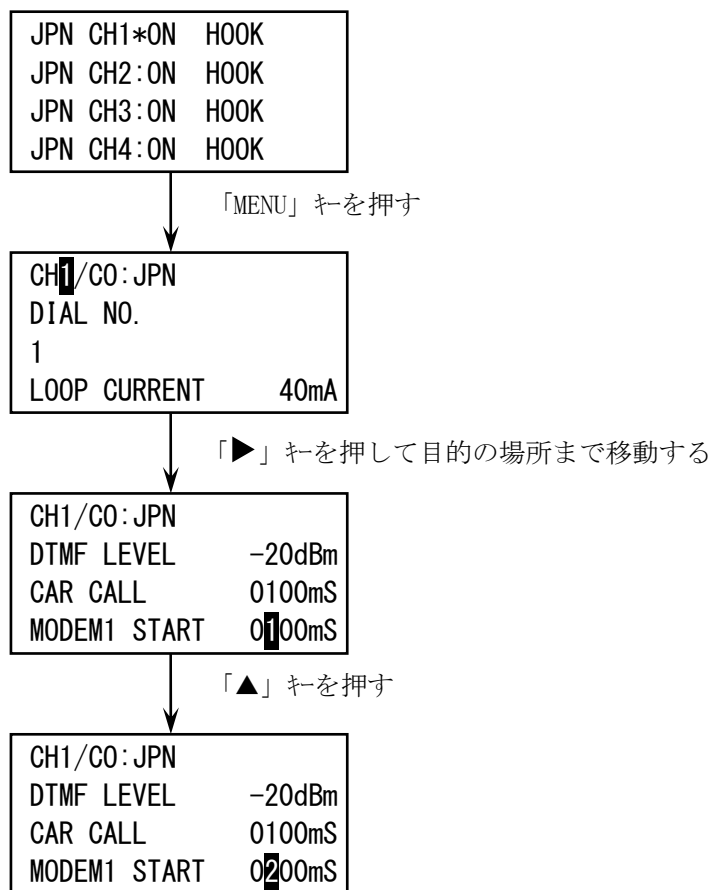 JPN CH1*ON HOOK
JPN CH2:ON HOOK
JPN CH3:ON HOOK
JPN CH4:ON HOOK
「MENU」キーを押す
CH1/CO:JPN
DIAL NO.
1
LOOP CURRENT 40mA
「▶」キーを押して目的の場所まで移動する
CH1/CO:JPN
DTMF LEVEL -20dBm
CAR CALL 0100mS
MODEM1 START 0100mS
「▲」キーを押す
CH1/CO:JPN
DTMF LEVEL -20dBm
CAR CALL 0100mS
MODEM1 START 0200mS